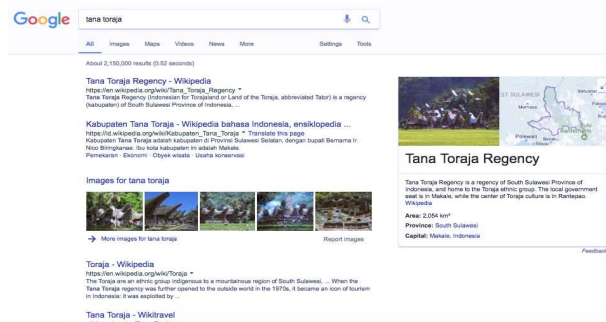 Google
tana toraja
All Images Maps Videos News More Settings Tools
About 2,150,000 results (0.52 seconds)
Tana Toraja Regency - Wikipedia
https://en.wikipedia.org/wiki/Tana_Toraja_Regency
Tana Toraja Regency (Indonesian for Torajaland or Land of the Toraja, abbreviated Tator) is a regency
(kabupaten) of South Sulawesi Province of Indonesia, ...
Kabupaten Tana Toraja - Wikipedia bahasa Indonesia, ensiklopedia ...
https://id.wikipedia.org/wiki/Kabupaten_Tana_Toraja Translate this page
Kabupaten Tana Toraja adalah kabupaten di Provinsi Sulawesi Selatan, dengan bupati Bernama Ir.
Nico Biringkanae. Ibu kota kabupaten ini adalah Makale.
Pemekaran · Ekonomi · Obyek wisata · Usaha konservasi
Images for tana toraja
More images for tana toraja Report images
Toraja - Wikipedia
https://en.wikipedia.org/wiki/Toraja
The Toraja are an ethnic group indigenous to a mountainous region of South Sulawesi, ... When the
Tana Toraja regency was further opened to the outside world in the 1970s, it became an icon of tourism
in Indonesia: it was exploited by ...
Tana Toraja - Wikitravel
ST SULAWESI
Mamasa
Polewali
Rantepao
Tana Toraja Regency
Tana Toraja Regency is a regency of South Sulawesi Province of
Indonesia, and home to the Toraja ethnic group. The local government
seat is in Makale, while the center of Toraja culture is in Rantepao.
Wikipedia
Area: 2,054 km²
Province: South Sulawesi
Capital: Makale, Indonesia
Feedback